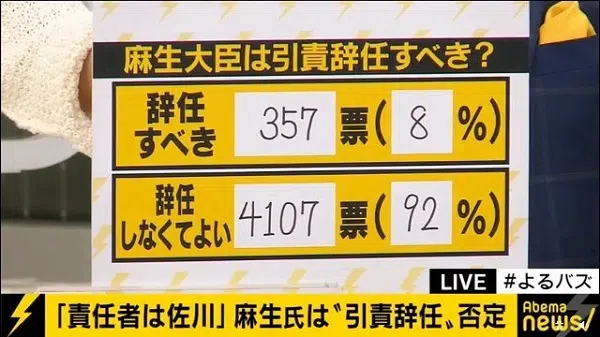 麻生大臣は引責辞任すべき?
辞任
すべき
357 票( 8 %)
辞任
しなくてよい
4107 票( 92 %)
LIVE #よるバズ
「責任者は佐川」麻生氏は〝引責辞任〟否定
Abema
news!